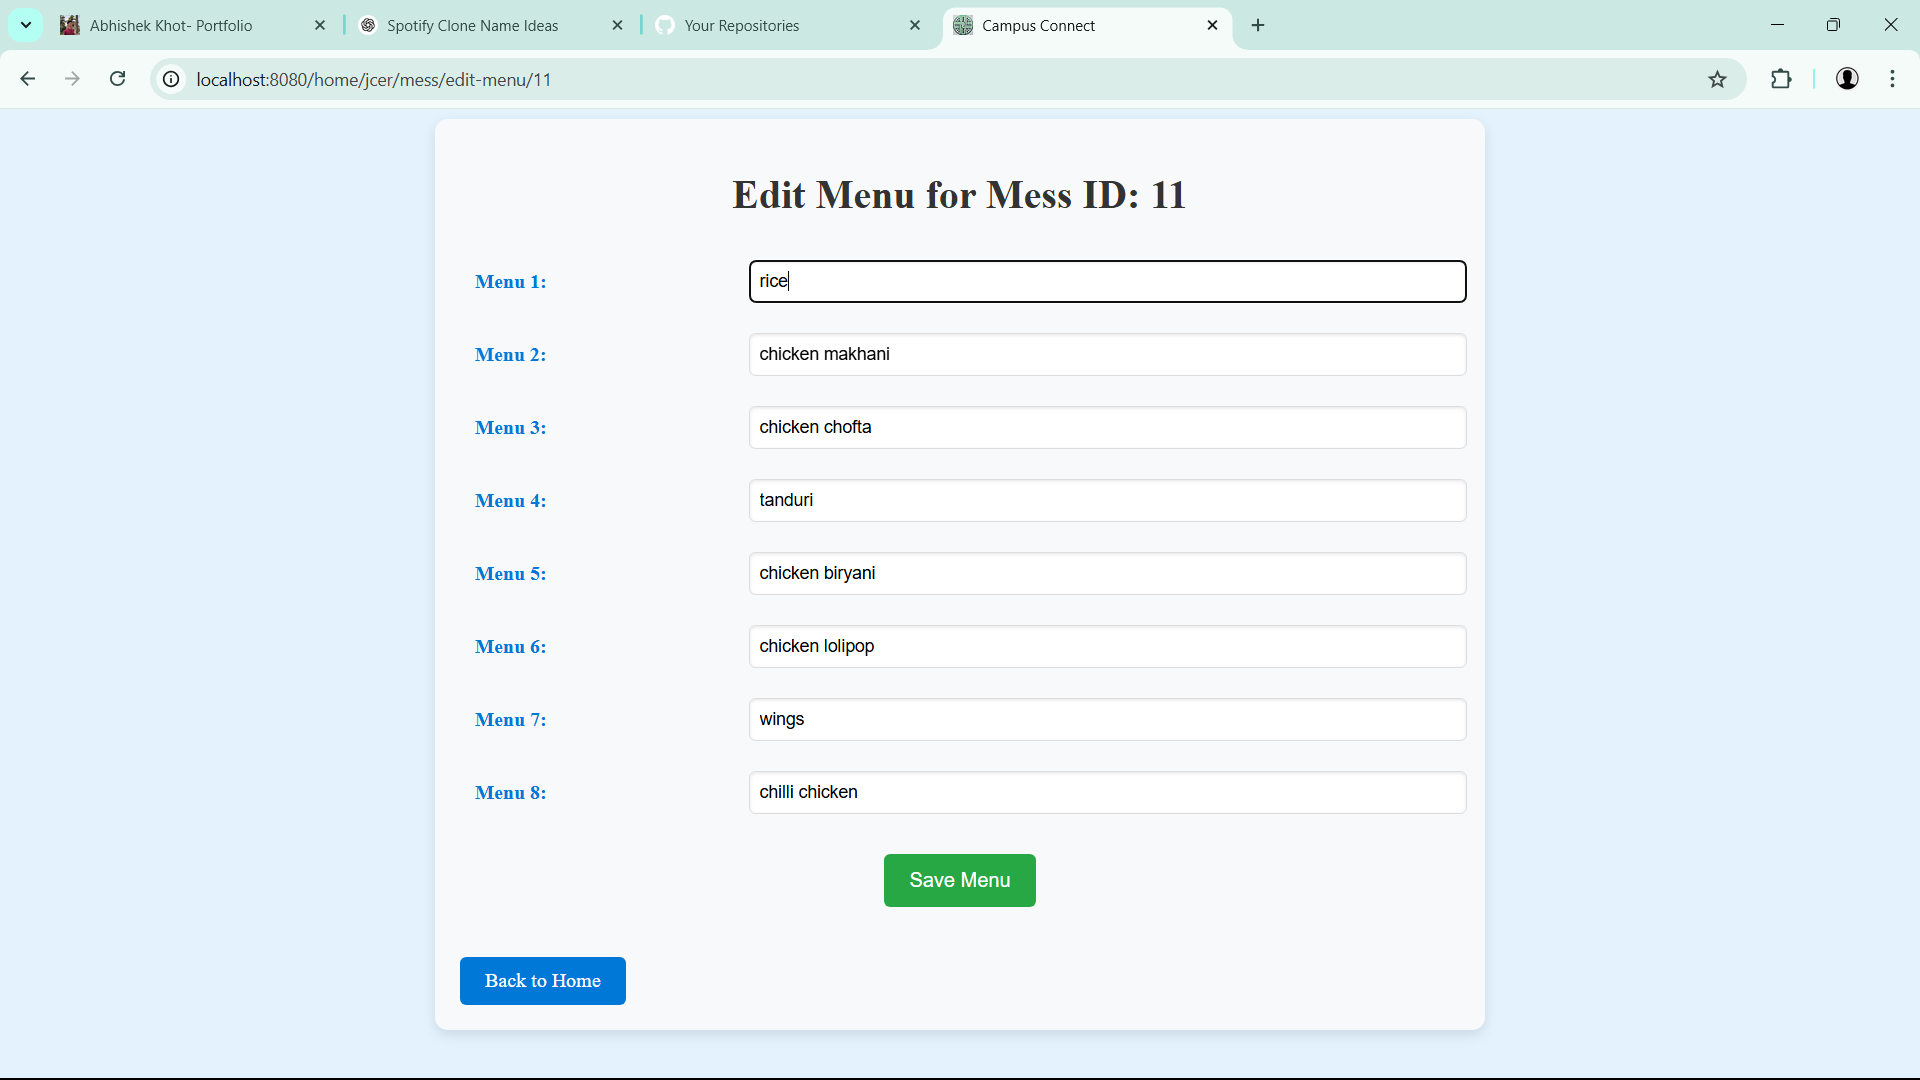 Abhishek Khot- Portfolio
Spotify Clone Name Ideas
Your Repositories
Campus Connect
localhost:8080/home/jcer/mess/edit-menu/11
Edit Menu for Mess ID: 11
Menu 1: rice
Menu 2: chicken makhani
Menu 3: chicken chofta
Menu 4: tanduri
Menu 5: chicken biryani
Menu 6: chicken lolipop
Menu 7: wings
Menu 8: chilli chicken
Save Menu
Back to Home